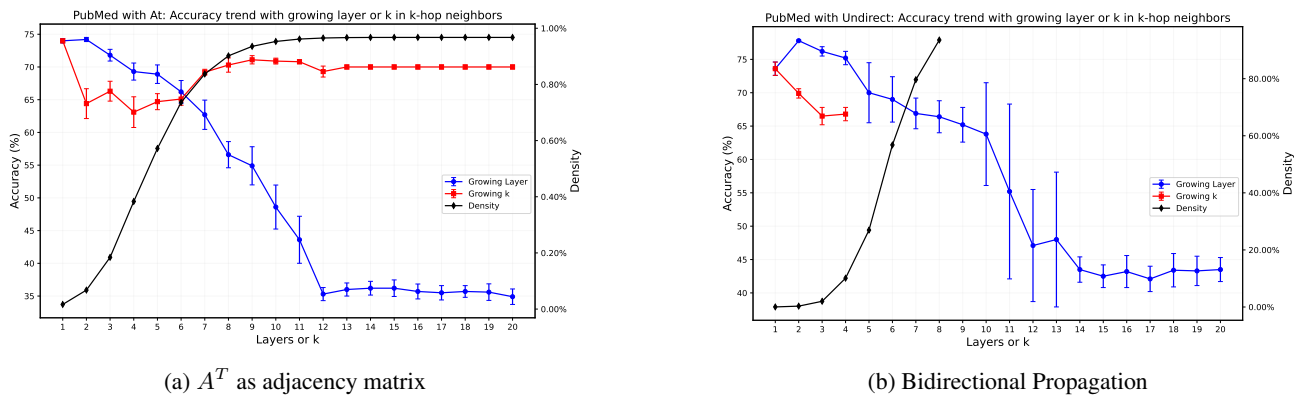 PubMed with At: Accuracy trend with growing layer or k in k-hop neighbors
75
70
65
60
55
50
45
40
35
Accuracy (%)
1.00%
0.80%
0.60%
0.40%
0.20%
0.00%
Density
Growing Layer
Growing k
Density
1 2 3 4 5 6 7 8 9 10 11 12 13 14 15 16 17 18 19 20
Layers or k
(a) A^T as adjacency matrix
PubMed with Undirect: Accuracy trend with growing layer or k in k-hop neighbors
75
70
65
60
55
50
45
40
Accuracy (%)
80.00%
60.00%
40.00%
20.00%
0.00%
Density
Growing Layer
Growing k
Density
1 2 3 4 5 6 7 8 9 10 11 12 13 14 15 16 17 18 19 20
Layers or k
(b) Bidirectional Propagation